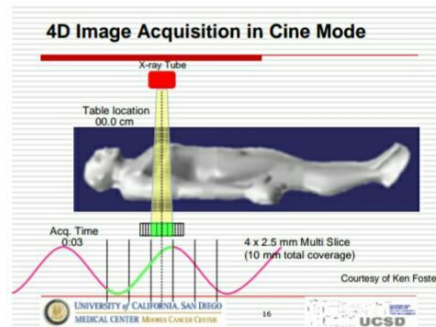 4D Image Acquisition in Cine Mode
X-ray Tube
Table location
00.0 cm
Acq. Time
0:03
4 x 2.5 mm Multi Slice
(10 mm total coverage)
Courtesy of Ken Foste
UNIVERSITY of CALIFORNIA, SAN DIEGO
MEDICAL CENTER MOORES CANCER CENTER
16
UCSD